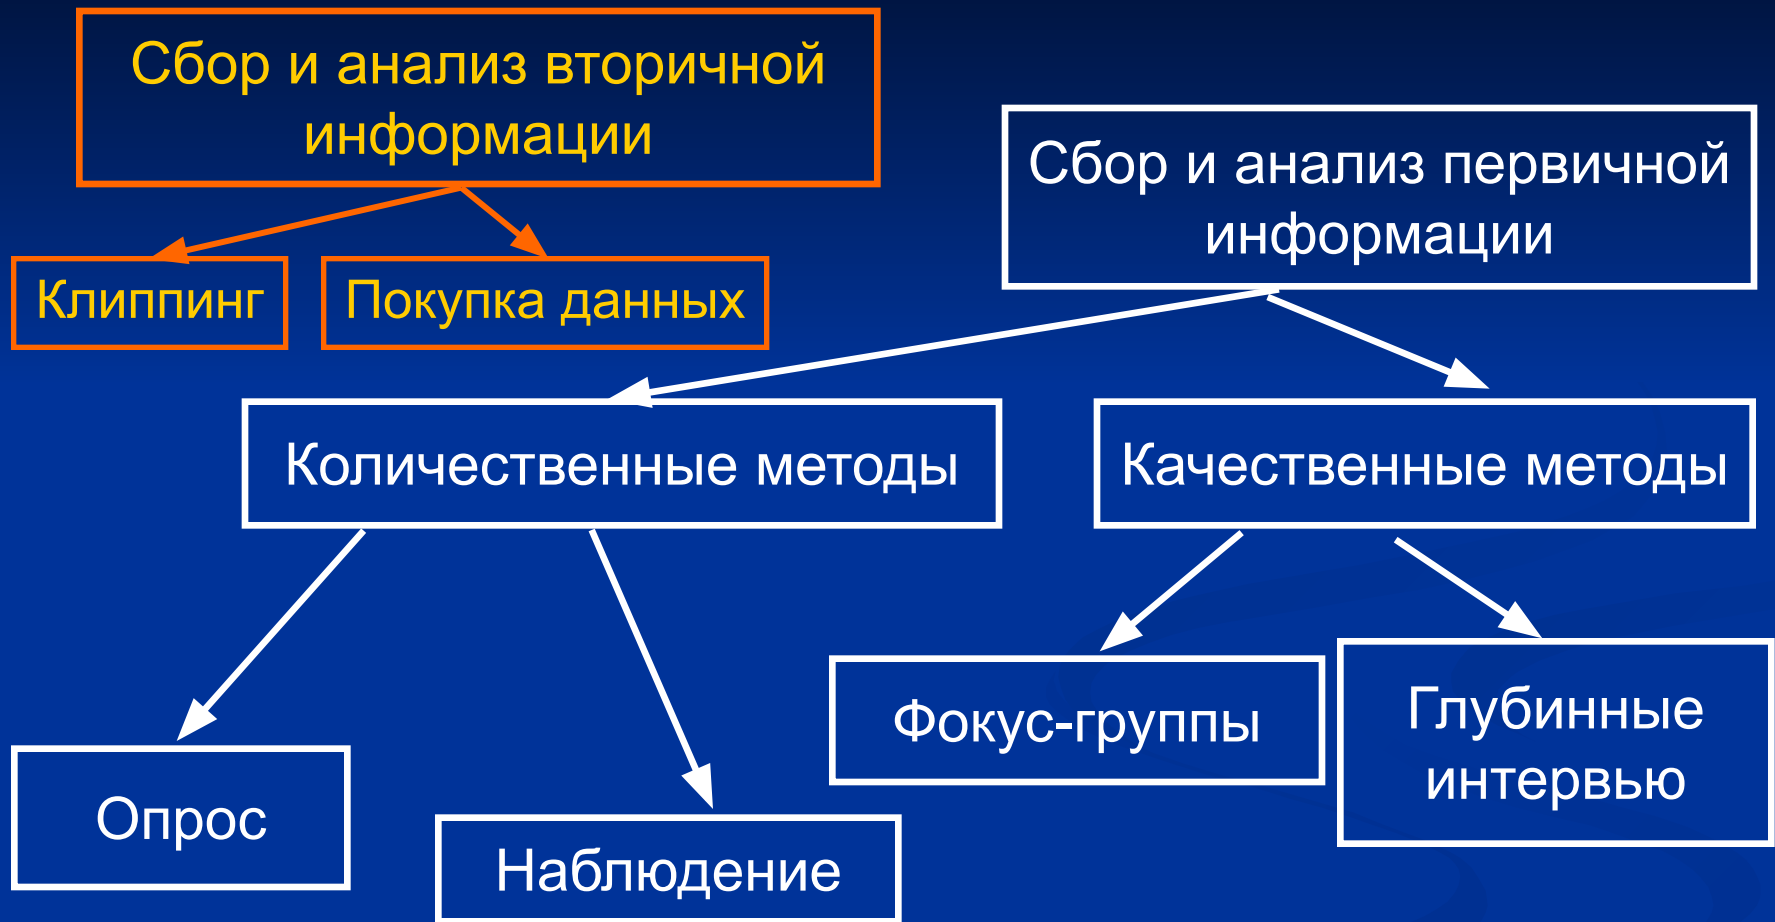 Сбор и анализ вторичной
информации
Сбор и анализ первичной
информации
Клиппинг
Покупка данных
Количественные методы
Качественные методы
Фокус-группы
Глубинные
интервью
Опрос
Наблюдение